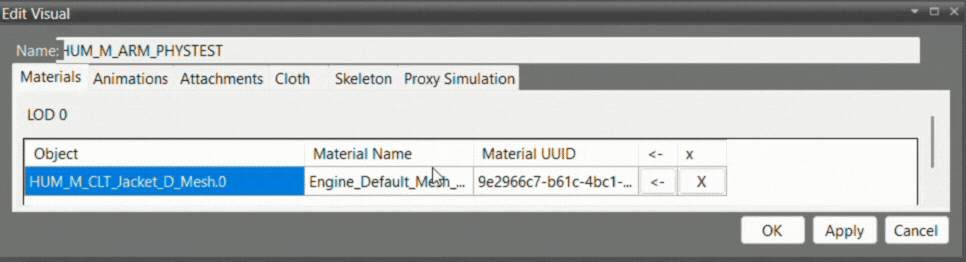 Edit Visual
Name: HUM_M_ARM_PHYSTEST
Materials Animations Attachments Cloth Skeleton Proxy Simulation
LOD 0
Object Material Name Material UUID <- x
HUM_M_CLT_Jacket_D_Mesh.0 Engine_Default_Mesh_... 9e2966c7-b61c-4bc1-... <- X
OK Apply Cancel